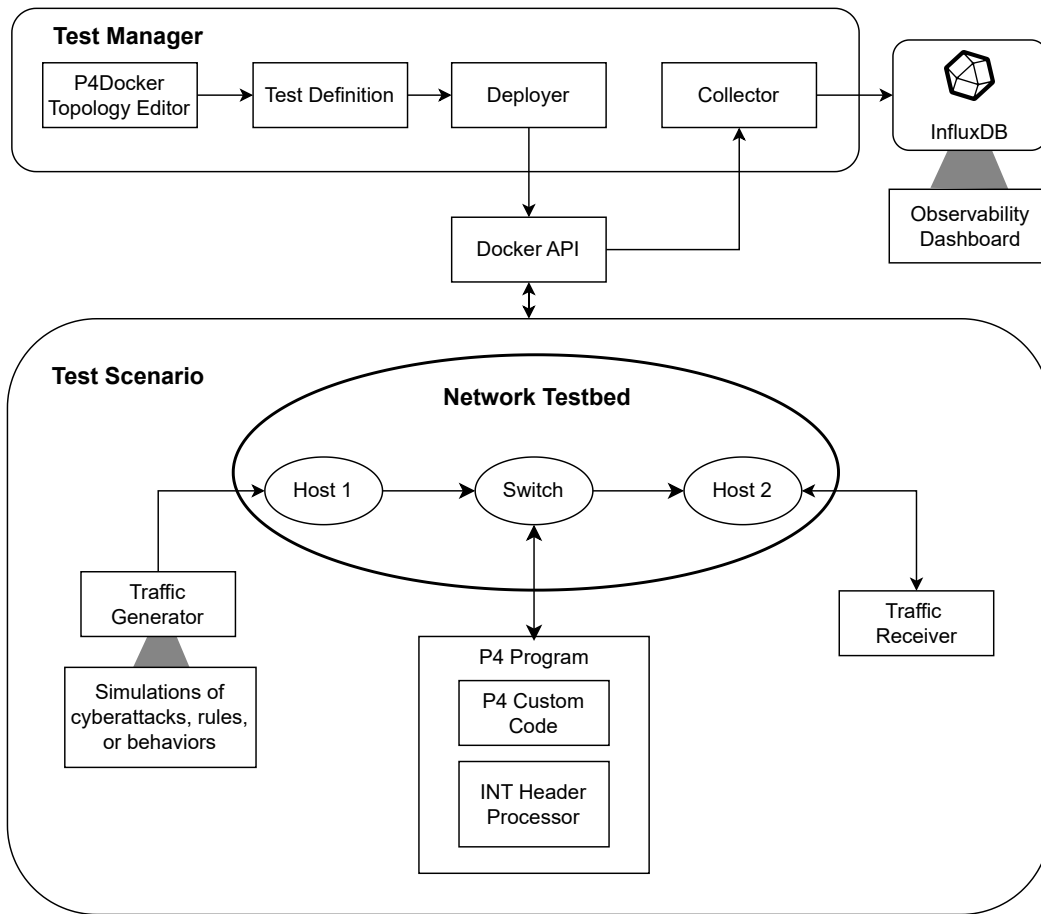 Test Manager
P4Docker
Topology Editor
Test Definition
Deployer
Collector
InfluxDB
Observability
Dashboard
Docker API
Test Scenario
Network Testbed
Host 1
Switch
Host 2
Traffic
Generator
Traffic
Receiver
Simulations of
cyberattacks, rules,
or behaviors
P4 Program
P4 Custom
Code
INT Header
Processor